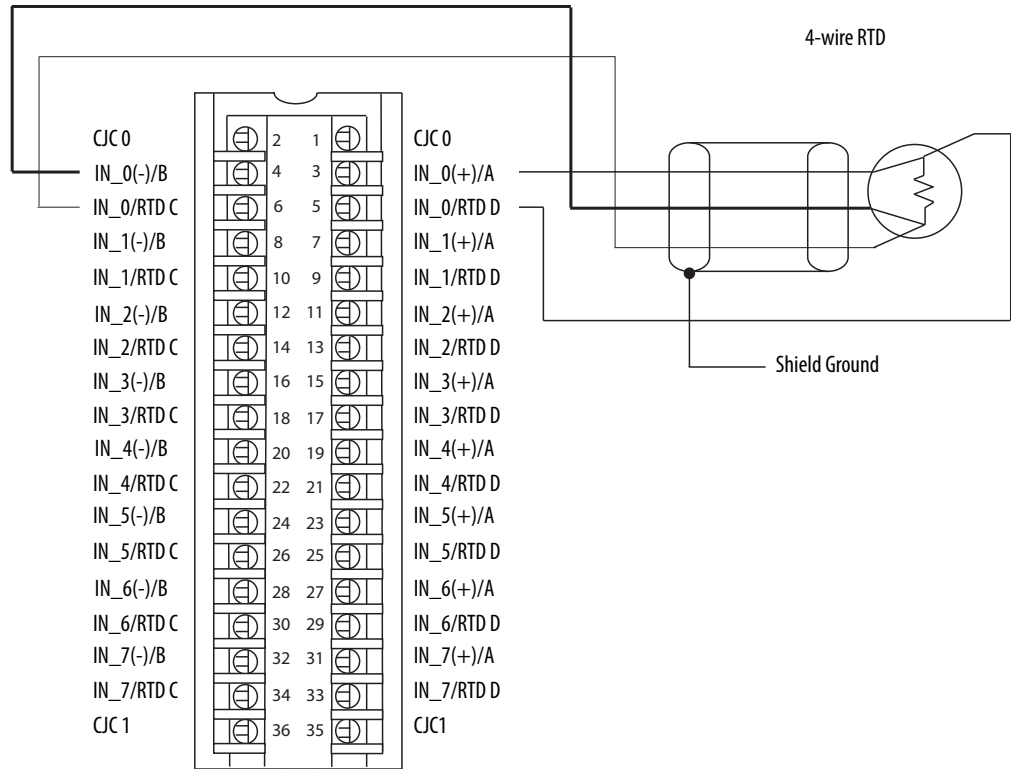 4-wire RTD
CJC 0 2 1 CJC 0
IN_0(-)/B 4 3 IN_0(+)/A
IN_0/RTD C 6 5 IN_0/RTD D
IN_1(-)/B 8 7 IN_1(+)/A
IN_1/RTD C 10 9 IN_1/RTD D
IN_2(-)/B 12 11 IN_2(+)/A
IN_2/RTD C 14 13 IN_2/RTD D
Shield Ground
IN_3(-)/B 16 15 IN_3(+)/A
IN_3/RTD C 18 17 IN_3/RTD D
IN_4(-)/B 20 19 IN_4(+)/A
IN_4/RTD C 22 21 IN_4/RTD D
IN_5(-)/B 24 23 IN_5(+)/A
IN_5/RTD C 26 25 IN_5/RTD D
IN_6(-)/B 28 27 IN_6(+)/A
IN_6/RTD C 30 29 IN_6/RTD D
IN_7(-)/B 32 31 IN_7(+)/A
IN_7/RTD C 34 33 IN_7/RTD D
CJC 1 36 35 CJC1